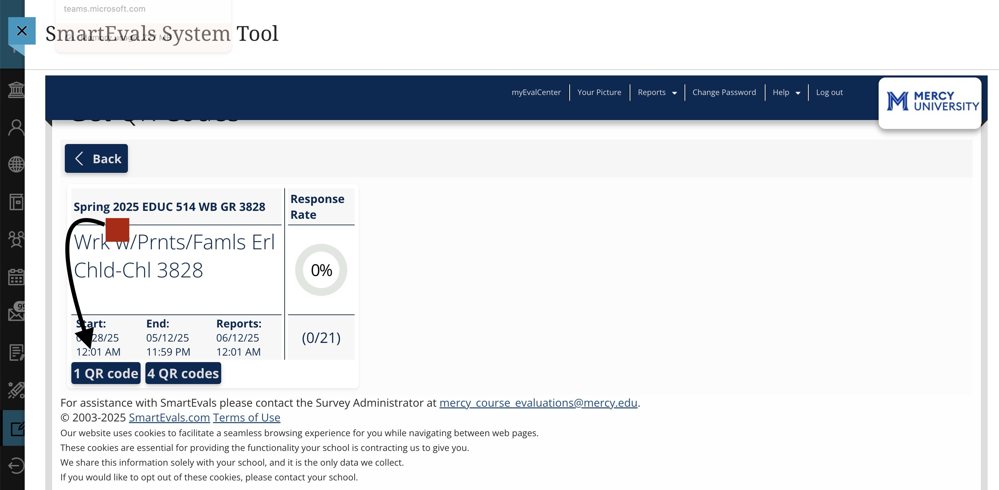 teams.microsoft.com
SmartEvals System Tool
Memory usage: 727 MB
myEvalCenter
Your Picture
Reports
Change Password
Help
Log out
MERCY
UNIVERSITY
Get QR Codes
Back
Spring 2025 EDUC 514 WB GR 3828
Response
Rate
Wrk w/Prnts/Famls Erl
Chld-Chl 3828
0%
Start:
End:
Reports:
28/25
05/12/25
06/12/25
12:01 AM
11:59 PM
12:01 AM
(0/21)
1 QR code
4 QR codes
For assistance with SmartEvals please contact the Survey Administrator at mercy_course_evaluations@mercy.edu.
© 2003-2025 SmartEvals.com Terms of Use
Our website uses cookies to facilitate a seamless browsing experience for you while navigating between web pages.
These cookies are essential for providing the functionality your school is contracting us to give you.
We share this information solely with your school, and it is the only data we collect.
If you would like to opt out of these cookies, please contact your school.